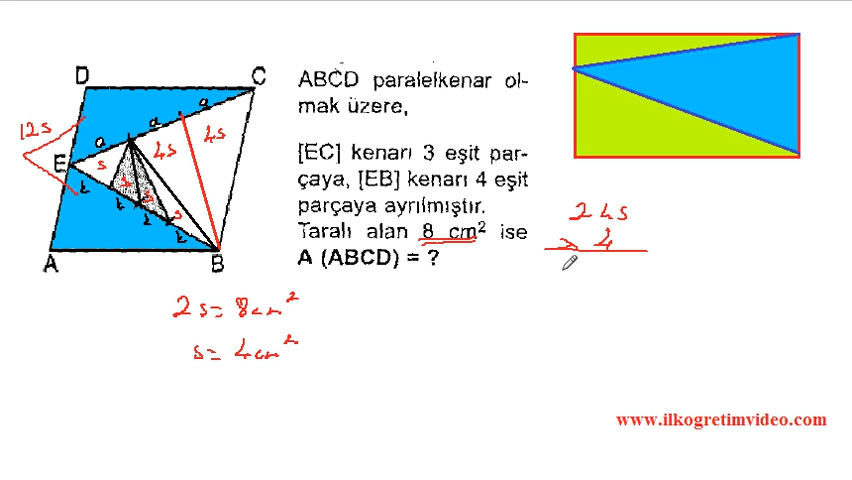 D
C
a
a
a
12s
4s
4s
E
s
s
s
s
t
t
t
t
A
B
ABCD paralelkenar ol-
mak üzere,
[EC] kenarı 3 eşit par-
çaya, [EB] kenarı 4 eşit
parçaya ayrılmıştır.
Taralı alan 8 cm² ise
A (ABCD) = ?
24s
4
2s = 8cm²
s = 4cm²
www.ilkogretimvideo.com